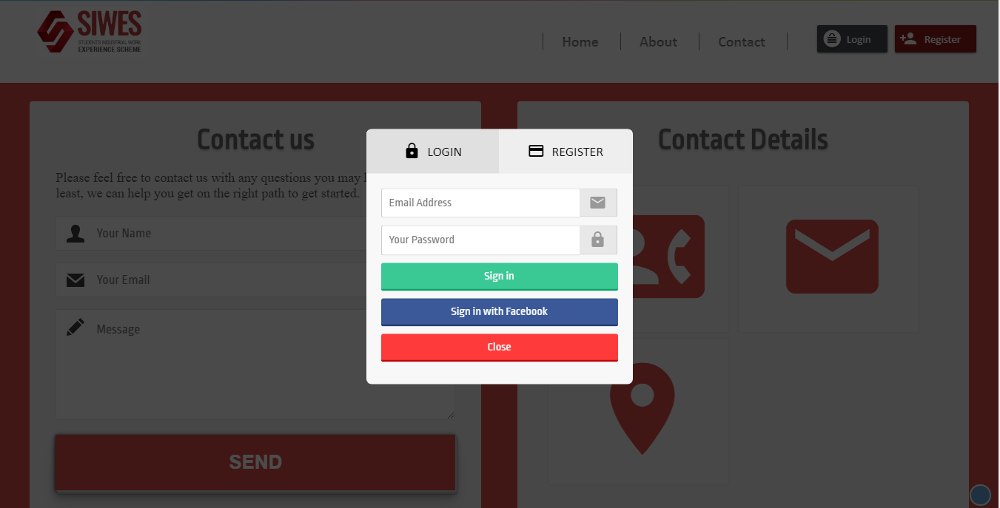 SIWES
STUDENTS INDUSTRIAL WORK
EXPERIENCE SCHEME
Home
About
Contact
Login
Register
Contact us
Please feel free to contact us with any questions you may
least, we can help you get on the right path to get started.
Your Name
Your Email
Message
SEND
LOGIN
REGISTER
Email Address
Your Password
Sign in
Sign in with Facebook
Close
Contact Details